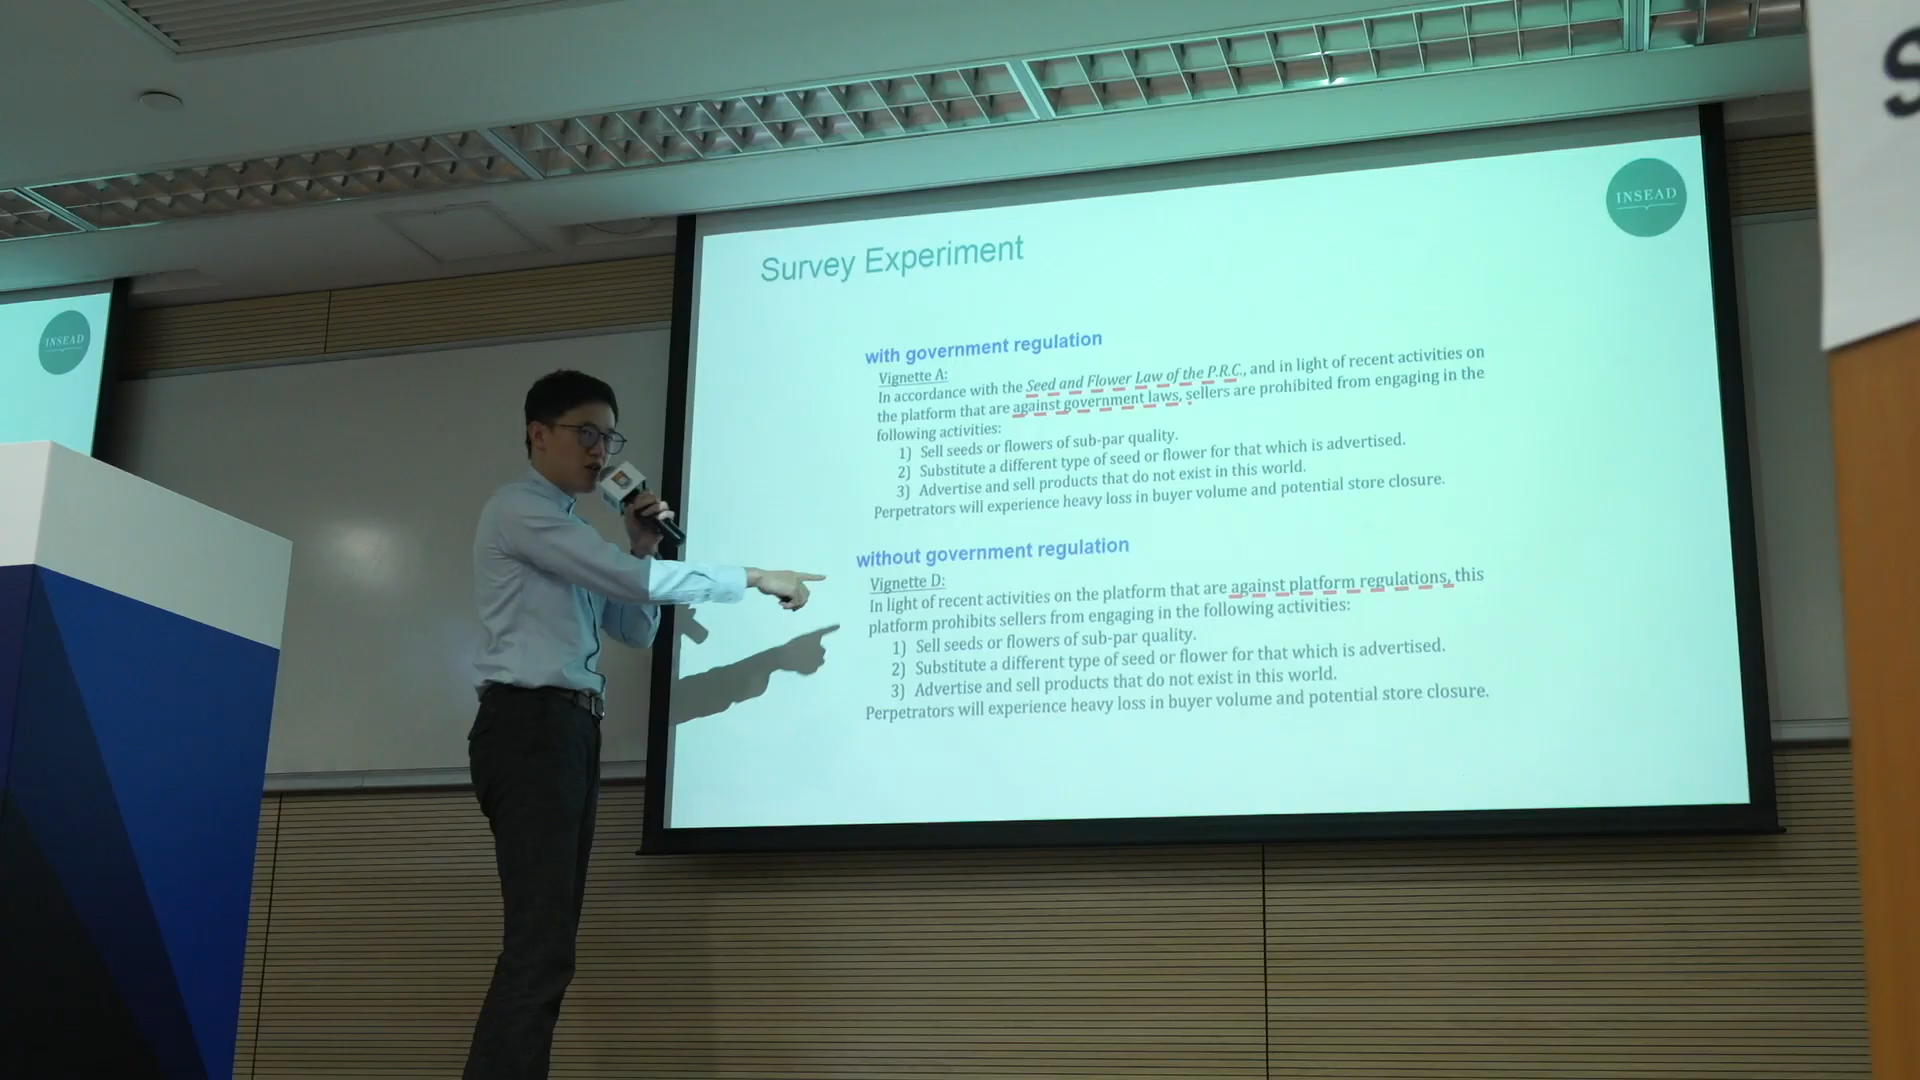 S
INSEAD
Survey Experiment
with government regulation
Vignette A:
In accordance with the Seed and Flower Law of the P.R.C., and in light of recent activities on
the platform that are against government laws, sellers are prohibited from engaging in the
following activities:
1) Sell seeds or flowers of sub-par quality.
2) Substitute a different type of seed or flower for that which is advertised.
3) Advertise and sell products that do not exist in this world.
Perpetrators will experience heavy loss in buyer volume and potential store closure.
without government regulation
Vignette D:
In light of recent activities on the platform that are against platform regulations, this
platform prohibits sellers from engaging in the following activities:
1) Sell seeds or flowers of sub-par quality.
2) Substitute a different type of seed or flower for that which is advertised.
3) Advertise and sell products that do not exist in this world.
Perpetrators will experience heavy loss in buyer volume and potential store closure.
INSEAD